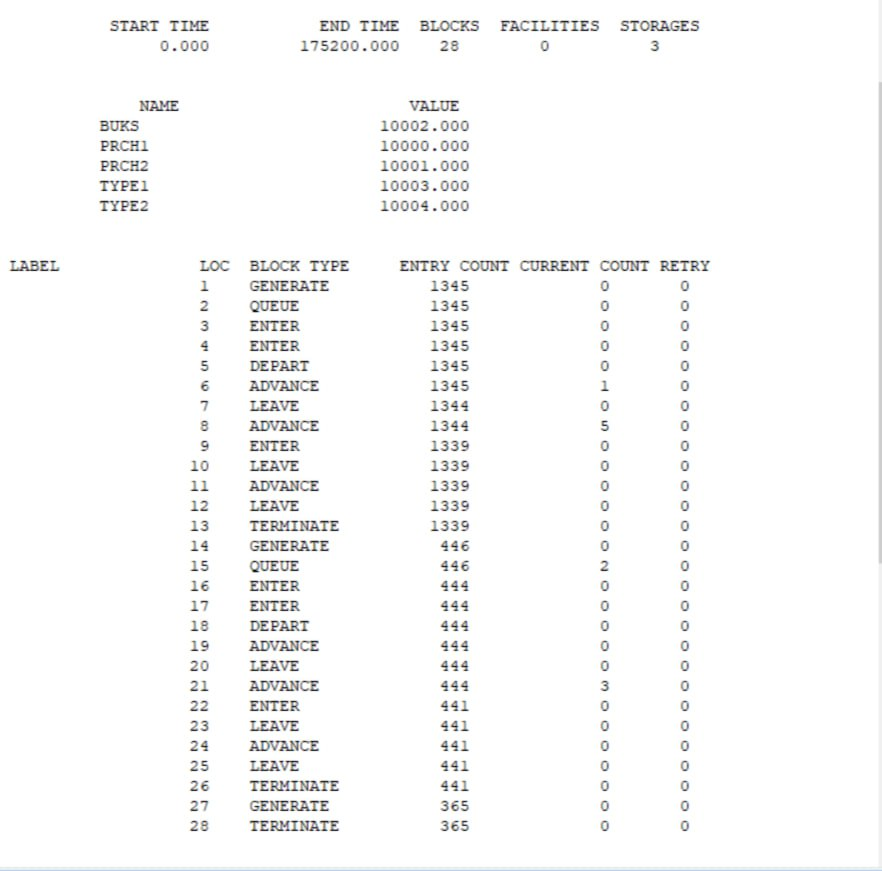 START TIME END TIME BLOCKS FACILITIES STORAGES
0.000 175200.000 28 0 3
NAME VALUE
BUKS 10002.000
PRCH1 10000.000
PRCH2 10001.000
TYPE1 10003.000
TYPE2 10004.000
LABEL LOC BLOCK TYPE ENTRY COUNT CURRENT COUNT RETRY
1 GENERATE 1345 0 0
2 QUEUE 1345 0 0
3 ENTER 1345 0 0
4 ENTER 1345 0 0
5 DEPART 1345 0 0
6 ADVANCE 1345 1 0
7 LEAVE 1344 0 0
8 ADVANCE 1344 5 0
9 ENTER 1339 0 0
10 LEAVE 1339 0 0
11 ADVANCE 1339 0 0
12 LEAVE 1339 0 0
13 TERMINATE 1339 0 0
14 GENERATE 446 0 0
15 QUEUE 446 2 0
16 ENTER 444 0 0
17 ENTER 444 0 0
18 DEPART 444 0 0
19 ADVANCE 444 0 0
20 LEAVE 444 0 0
21 ADVANCE 444 3 0
22 ENTER 441 0 0
23 LEAVE 441 0 0
24 ADVANCE 441 0 0
25 LEAVE 441 0 0
26 TERMINATE 441 0 0
27 GENERATE 365 0 0
28 TERMINATE 365 0 0